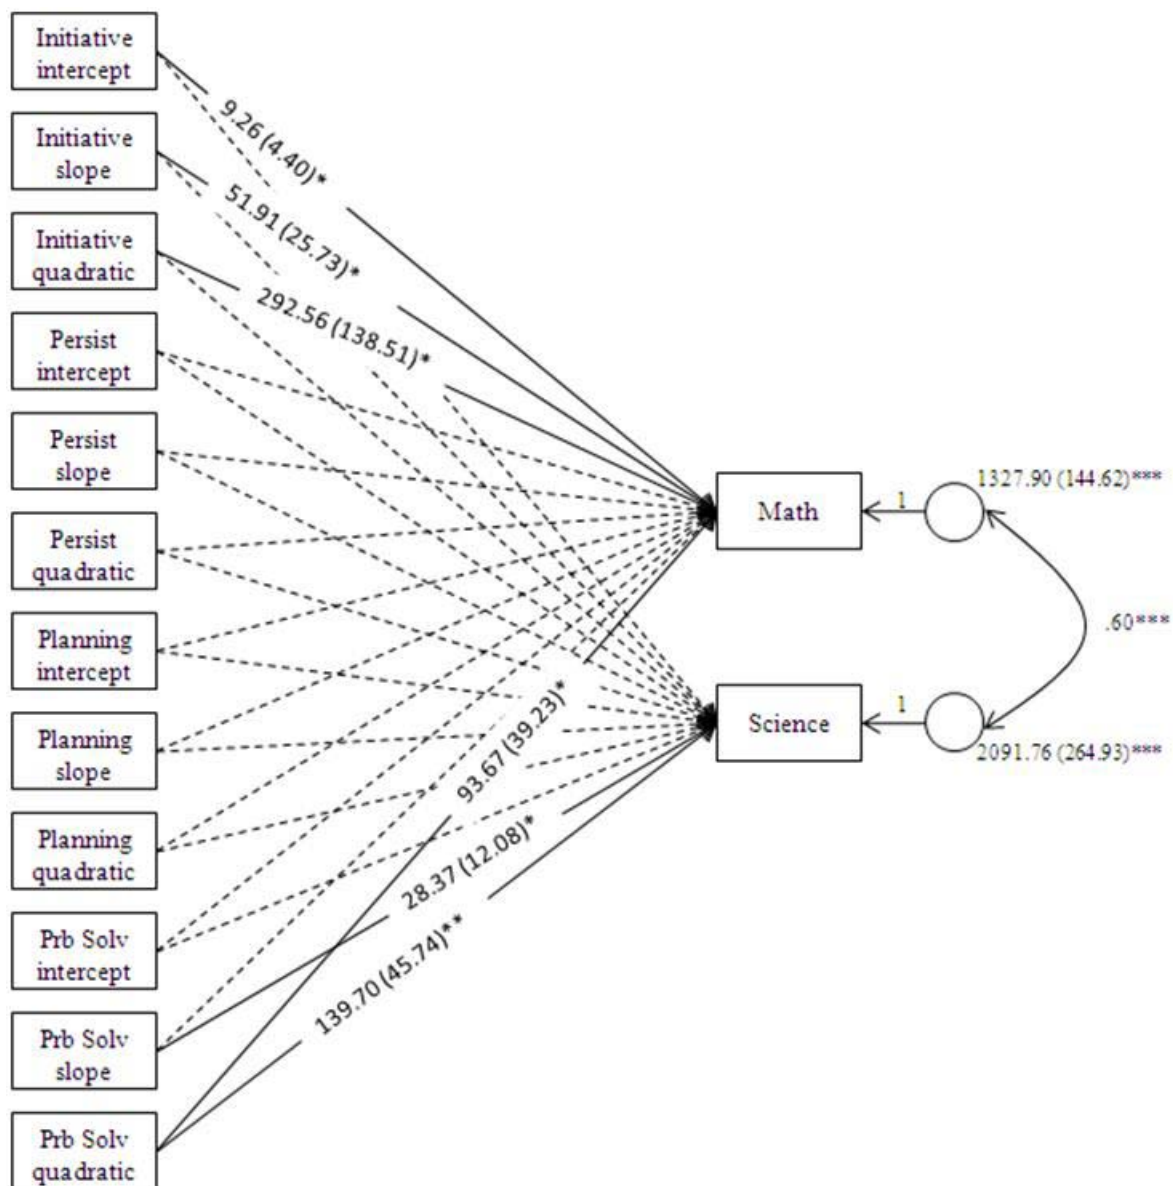 Initiative
intercept
Initiative
slope
Initiative
quadratic
Persist
intercept
Persist
slope
Persist
quadratic
Planning
intercept
Planning
slope
Planning
quadratic
Prb Solv
intercept
Prb Solv
slope
Prb Solv
quadratic
9.26 (4.40)*
51.91 (25.73)*
292.56 (138.51)*
93.67 (39.23)*
28.37 (12.08)*
139.70 (45.74)**
Math
1
1327.90 (144.62)***
.60***
Science
1
2091.76 (264.93)***